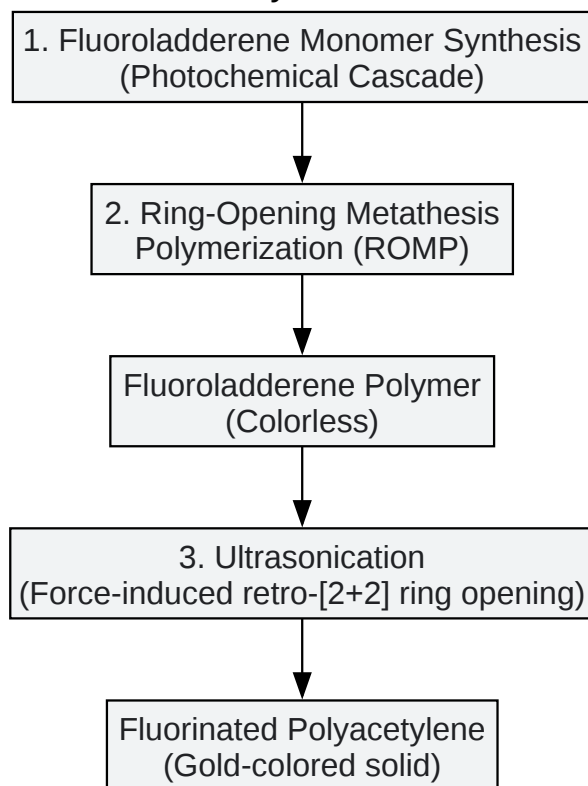 1. Fluoroladderene Monomer Synthesis
(Photochemical Cascade)
2. Ring-Opening Metathesis
Polymerization (ROMP)
Fluoroladderene Polymer
(Colorless)
3. Ultrasonication
(Force-induced retro-[2+2] ring opening)
Fluorinated Polyacetylene
(Gold-colored solid)